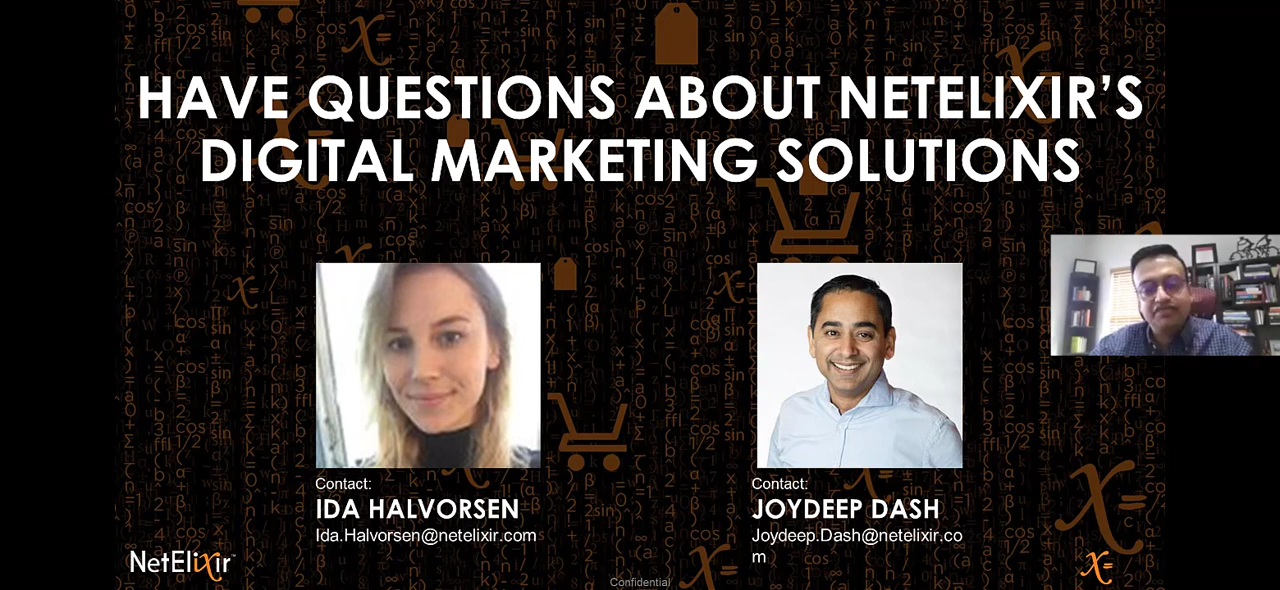 HAVE QUESTIONS ABOUT NETELIXIR’S
DIGITAL MARKETING SOLUTIONS
Contact:
IDA HALVORSEN
Ida.Halvorsen@netelixir.com
Contact:
JOYDEEP DASH
Joydeep.Dash@netelixir.co
m
NetElixir
x=
Confidential